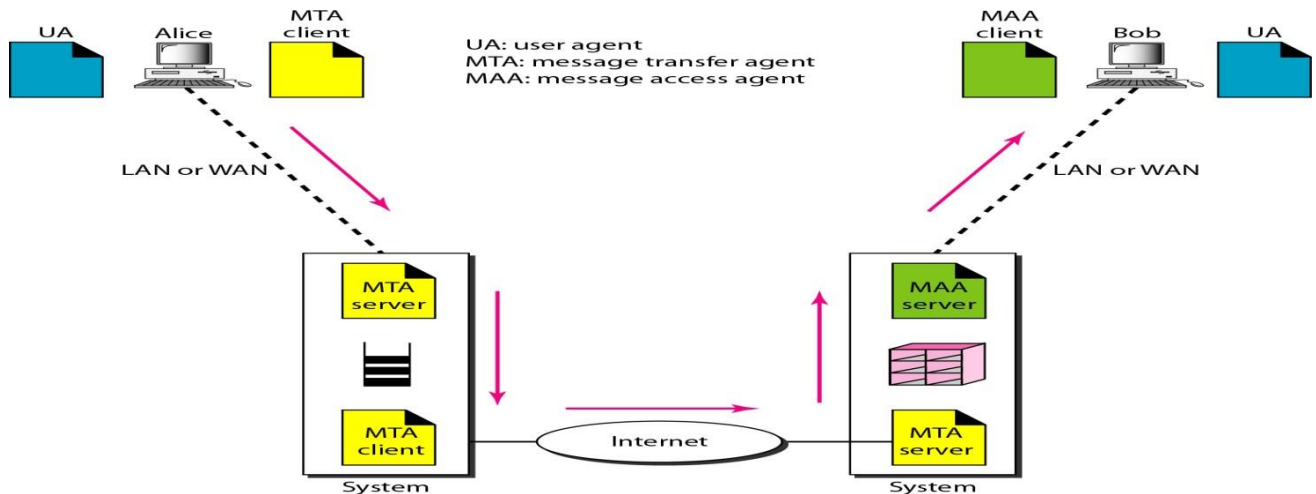 UA
Alice
MTA
client
UA: user agent
MTA: message transfer agent
MAA: message access agent
MAA
client
Bob
UA
LAN or WAN
LAN or WAN
MTA
server
MAA
server
MTA
client
Internet
MTA
server
System
System